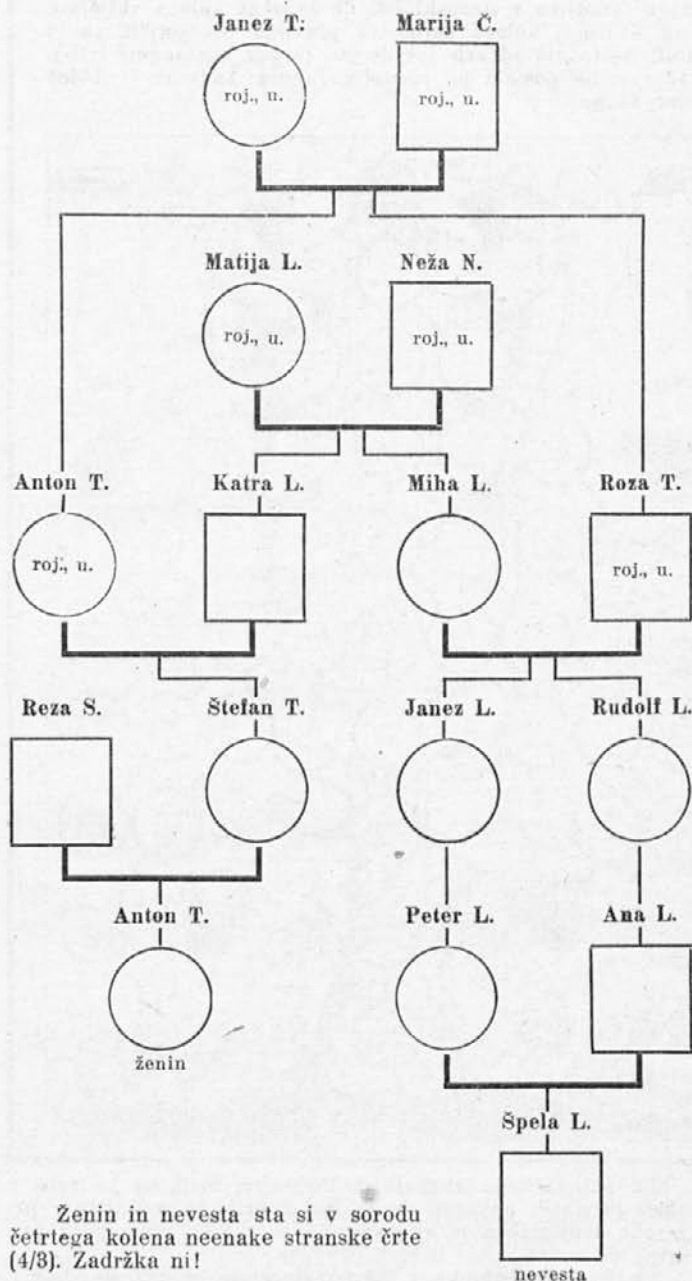 Janez T. Marija Č.
roj., u. roj., u.
Matija L. Neža N.
roj., u. roj., u.
Anton T. Katra L. Miha L. Roza T.
roj., u. roj., u.
Reza S. Štefan T. Janez L. Rudolf L.
Anton T. Peter L. Ana L.
ženin
Špela L.
Ženin in nevesta sta si v sorodu
četrtega kolena neenake stranske črte
(4/3). Zadržka ni!
nevesta